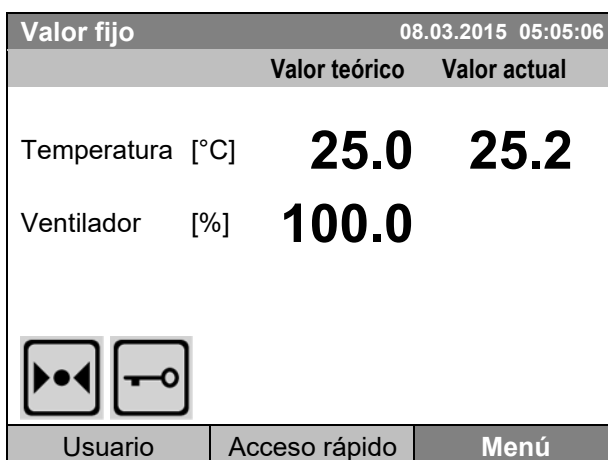 Valor fijo 08.03.2015 05:05:06
Valor teórico Valor actual
Temperatura [°C] 25.0 25.2
Ventilador [%] 100.0
Usuario Acceso rápido Menú